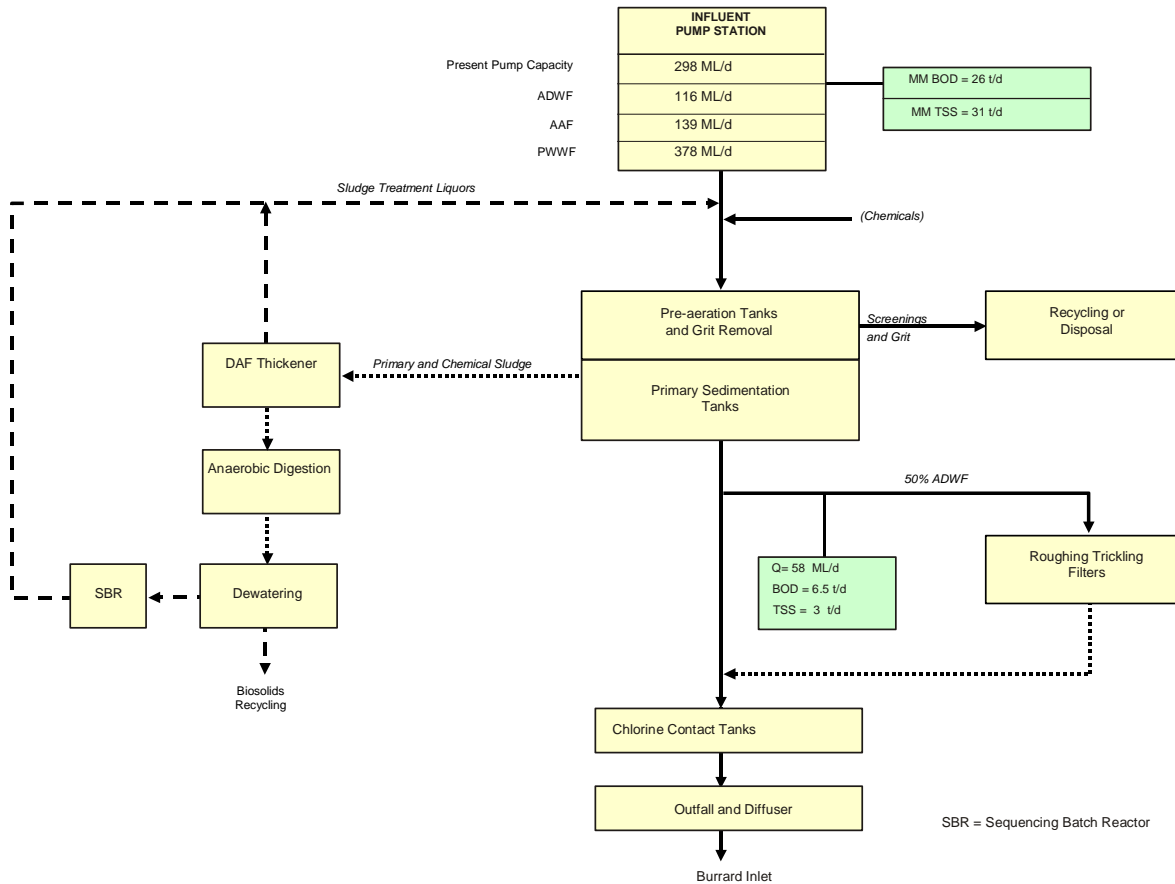 INFLUENT
PUMP STATION
Present Pump Capacity
298 ML/d
ADWF
116 ML/d
AAF
139 ML/d
PWWF
378 ML/d
MM BOD = 26 t/d
MM TSS = 31 t/d
Sludge Treatment Liquors
(Chemicals)
Pre-aeration Tanks
and Grit Removal
Screenings
and Grit
Recycling or
Disposal
DAF Thickener
Primary and Chemical Sludge
Primary Sedimentation
Tanks
Anaerobic Digestion
50% ADWF
Roughing Trickling
Filters
Q= 58 ML/d
BOD = 6.5 t/d
TSS = 3 t/d
SBR
Dewatering
Biosolids
Recycling
Chlorine Contact Tanks
Outfall and Diffuser
SBR = Sequencing Batch Reactor
Burrard Inlet